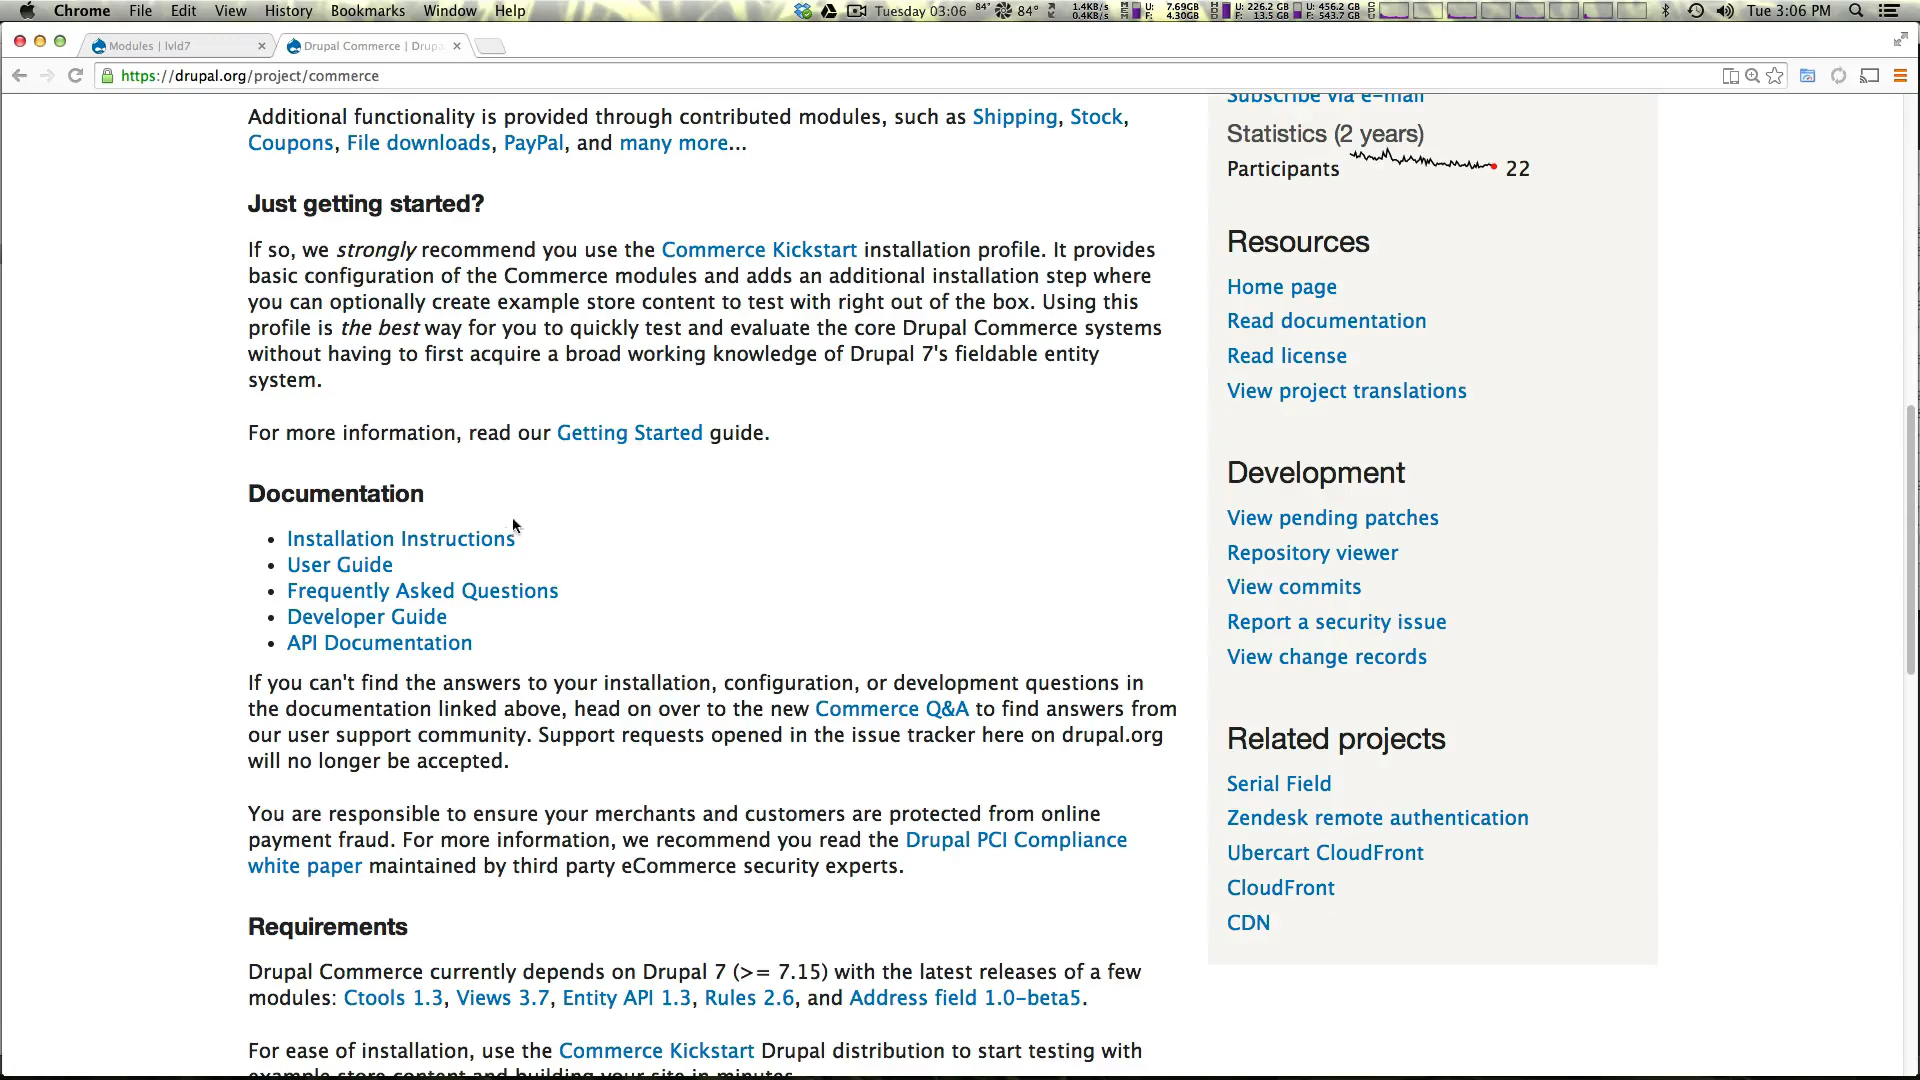 Chrome File Edit View History Bookmarks Window Help
Tuesday 03:06 84° 84° 1.4KB/s 0.4KB/s U: 7.69GB F: 4.30GB U: 226.2 GB F: 13.5 GB U: 456.2 GB F: 543.7 GB Tue 3:06 PM
Modules | lvld7
Drupal Commerce | Drupa
https://drupal.org/project/commerce
Additional functionality is provided through contributed modules, such as Shipping, Stock,
Coupons, File downloads, PayPal, and many more...
Just getting started?
If so, we strongly recommend you use the Commerce Kickstart installation profile. It provides
basic configuration of the Commerce modules and adds an additional installation step where
you can optionally create example store content to test with right out of the box. Using this
profile is the best way for you to quickly test and evaluate the core Drupal Commerce systems
without having to first acquire a broad working knowledge of Drupal 7's fieldable entity
system.
For more information, read our Getting Started guide.
Documentation
• Installation Instructions
• User Guide
• Frequently Asked Questions
• Developer Guide
• API Documentation
If you can't find the answers to your installation, configuration, or development questions in
the documentation linked above, head on over to the new Commerce Q&A to find answers from
our user support community. Support requests opened in the issue tracker here on drupal.org
will no longer be accepted.
You are responsible to ensure your merchants and customers are protected from online
payment fraud. For more information, we recommend you read the Drupal PCI Compliance
white paper maintained by third party eCommerce security experts.
Requirements
Drupal Commerce currently depends on Drupal 7 (>= 7.15) with the latest releases of a few
modules: Ctools 1.3, Views 3.7, Entity API 1.3, Rules 2.6, and Address field 1.0-beta5.
For ease of installation, use the Commerce Kickstart Drupal distribution to start testing with
example store content and building your site in minutes.
Subscribe via e-mail
Statistics (2 years)
Participants 22
Resources
Home page
Read documentation
Read license
View project translations
Development
View pending patches
Repository viewer
View commits
Report a security issue
View change records
Related projects
Serial Field
Zendesk remote authentication
Ubercart CloudFront
CloudFront
CDN